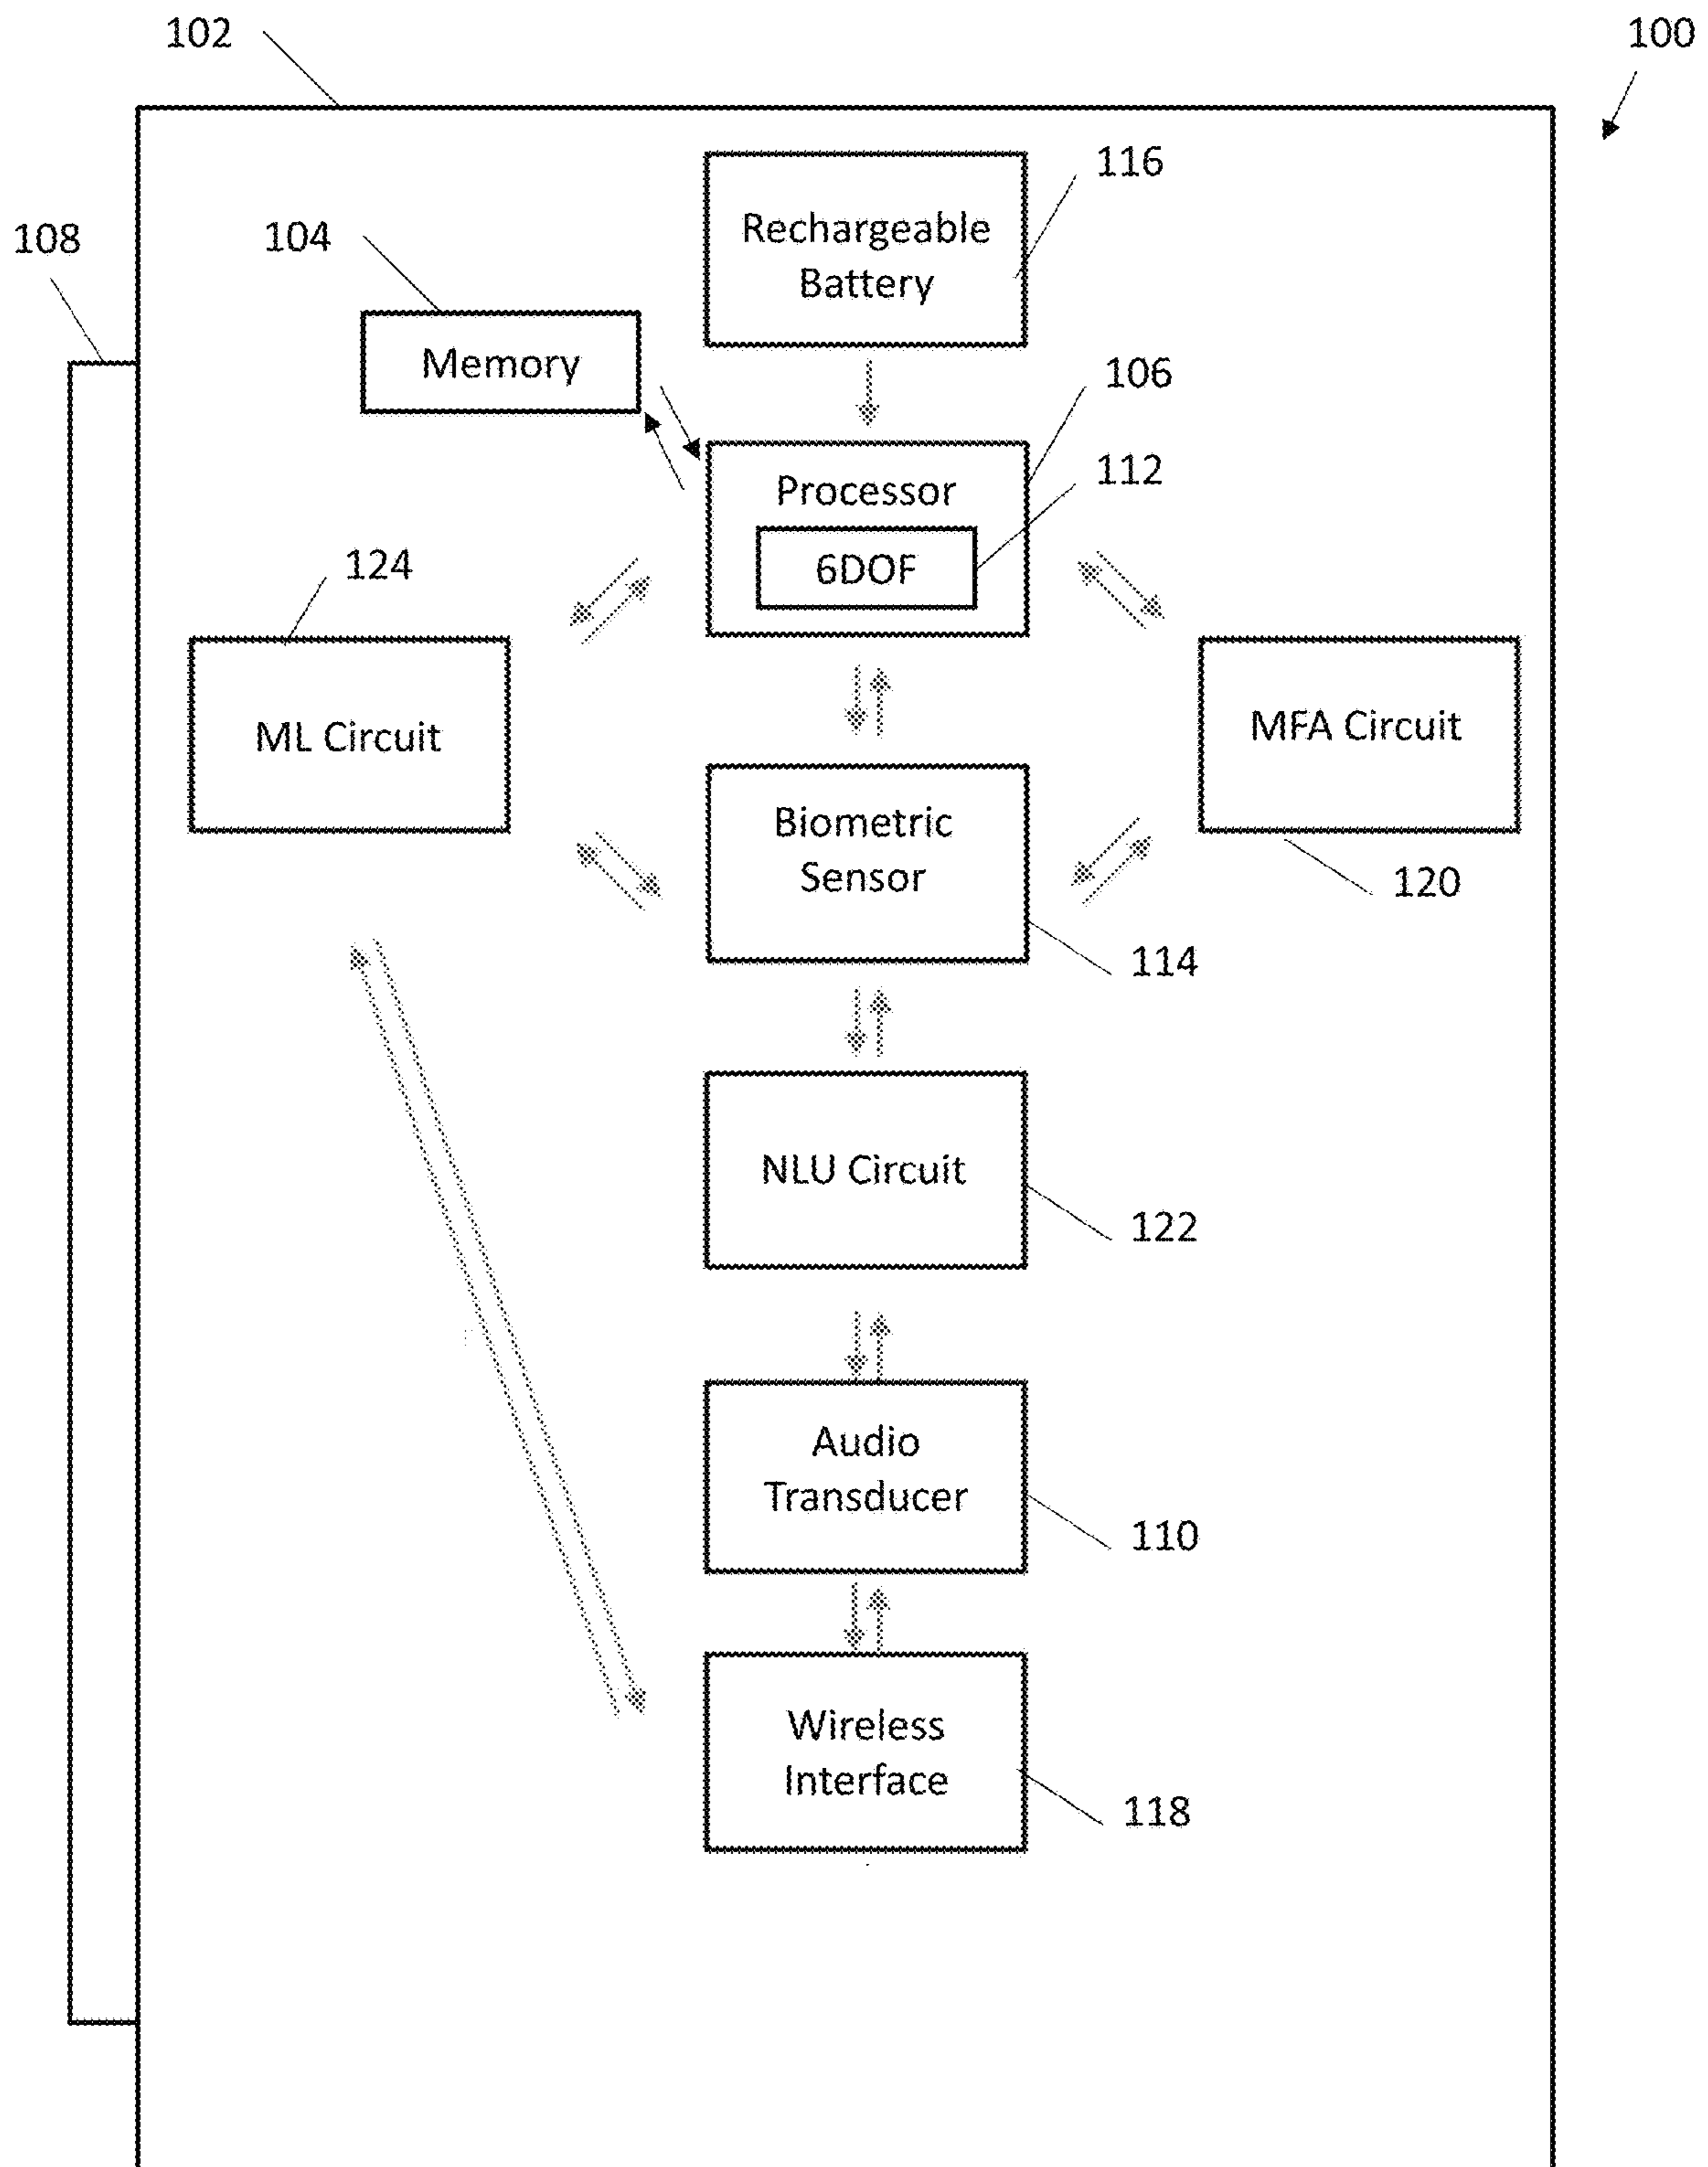 102
100
116
Rechargeable
Battery
108
104
Memory
106
112
Processor
6DOF
124
ML Circuit
MFA Circuit
Biometric
Sensor
120
114
NLU Circuit
122
Audio
Transducer
110
Wireless
Interface
118